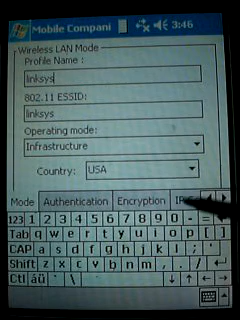 Mobile Compani 3:46
Wireless LAN Mode
Profile Name :
linksys
802.11 ESSID:
linksys
Operating mode:
Infrastructure
Country: USA
Mode Authentication Encryption
123 1 2 3 4 5 6 7 8 9 0 - =
Tab q w e r t y u i o p [ ]
CAP a s d f g h j k l ; '
Shift z x c v b n m , . /
Ctl áü ` \